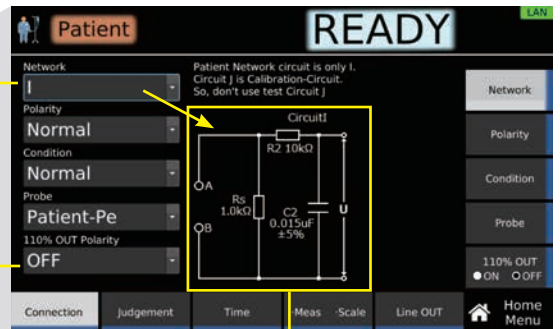 LAN
Patient
READY
Network
I
Polarity
Normal
Condition
Normal
Probe
Patient-Pe
110% OUT Polarity
OFF
Patient Network circuit is only I.
Circuit J is Calibration-Circuit.
So, don't use test Circuit J
CircuitI
R2 10kΩ
A
Rs
1.0kΩ
B
C2
0.015uF
±5%
U
Network
Polarity
Condition
Probe
110% OUT
ON OFF
Connection
Judgement
Time
·Meas ·Scale
Line OUT
Home
Menu